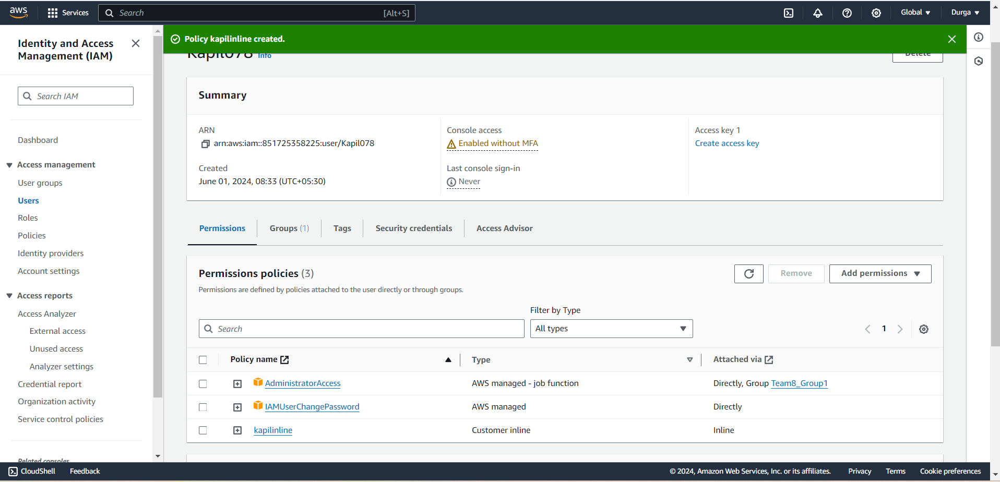 aws
Services
Search
[Alt+S]
Global
Durga
Identity and Access
Management (IAM)
Search IAM
Dashboard
Access management
User groups
Users
Roles
Policies
Identity providers
Account settings
Access reports
Access Analyzer
External access
Unused access
Analyzer settings
Credential report
Organization activity
Service control policies
Related consoles
Policy kapilinline created.
Kapil078 Info
Delete
Summary
ARN
arn:aws:iam::851725358225:user/Kapil078
Console access
Enabled without MFA
Access key 1
Create access key
Created
June 01, 2024, 08:33 (UTC+05:30)
Last console sign-in
Never
Permissions
Groups (1)
Tags
Security credentials
Access Advisor
Permissions policies (3)
Remove
Add permissions
Permissions are defined by policies attached to the user directly or through groups.
Filter by Type
Search
All types
1
Policy name
Type
Attached via
AdministratorAccess
AWS managed - job function
Directly, Group Team8_Group1
IAMUserChangePassword
AWS managed
Directly
kapilinline
Customer inline
Inline
CloudShell
Feedback
© 2024, Amazon Web Services, Inc. or its affiliates.
Privacy
Terms
Cookie preferences